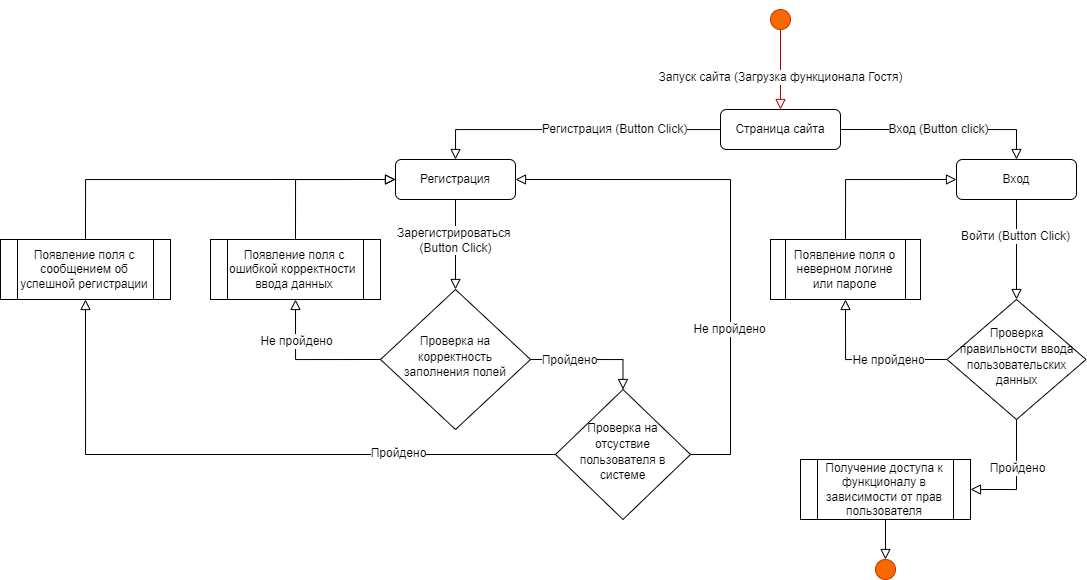 Запуск сайта (Загрузка функционала Гостя)
Регистрация (Button Click)
Страница сайта
Вход (Button click)
Регистрация
Вход
Зарегистрироваться
(Button Click)
Войти (Button Click)
Появление поля с
сообщением об
успешной регистрации
Появление поля с
ошибкой корректности
ввода данных
Появление поля о
неверном логине
или пароле
Не пройдено
Проверка на
корректность
заполнения полей
Пройдено
Не пройдено
Не пройдено
Проверка
правильности ввода
пользовательских
данных
Пройдено
Проверка на
отсуствие
пользователя в
системе
Получение доступа к
функционалу в
зависимости от прав
пользователя
Пройдено